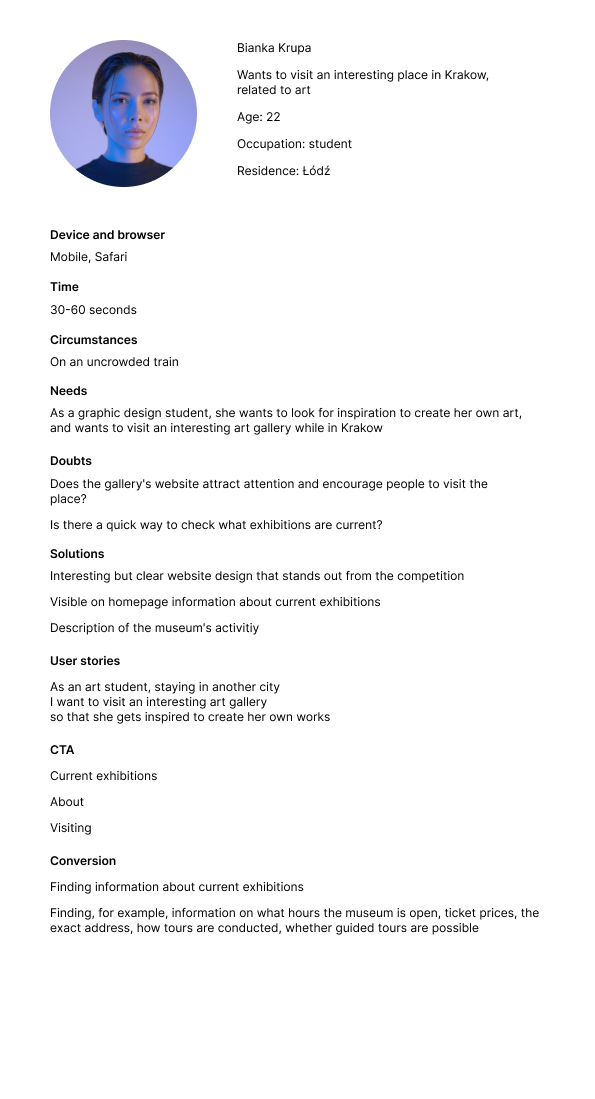 Bianka Krupa
Wants to visit an interesting place in Krakow,
related to art
Age: 22
Occupation: student
Residence: Łódź
Device and browser
Mobile, Safari
Time
30-60 seconds
Circumstances
On an uncrowded train
Needs
As a graphic design student, she wants to look for inspiration to create her own art,
and wants to visit an interesting art gallery while in Krakow
Doubts
Does the gallery's website attract attention and encourage people to visit the
place?
Is there a quick way to check what exhibitions are current?
Solutions
Interesting but clear website design that stands out from the competition
Visible on homepage information about current exhibitions
Description of the museum's activitiy
User stories
As an art student, staying in another city
I want to visit an interesting art gallery
so that she gets inspired to create her own works
CTA
Current exhibitions
About
Visiting
Conversion
Finding information about current exhibitions
Finding, for example, information on what hours the museum is open, ticket prices, the
exact address, how tours are conducted, whether guided tours are possible